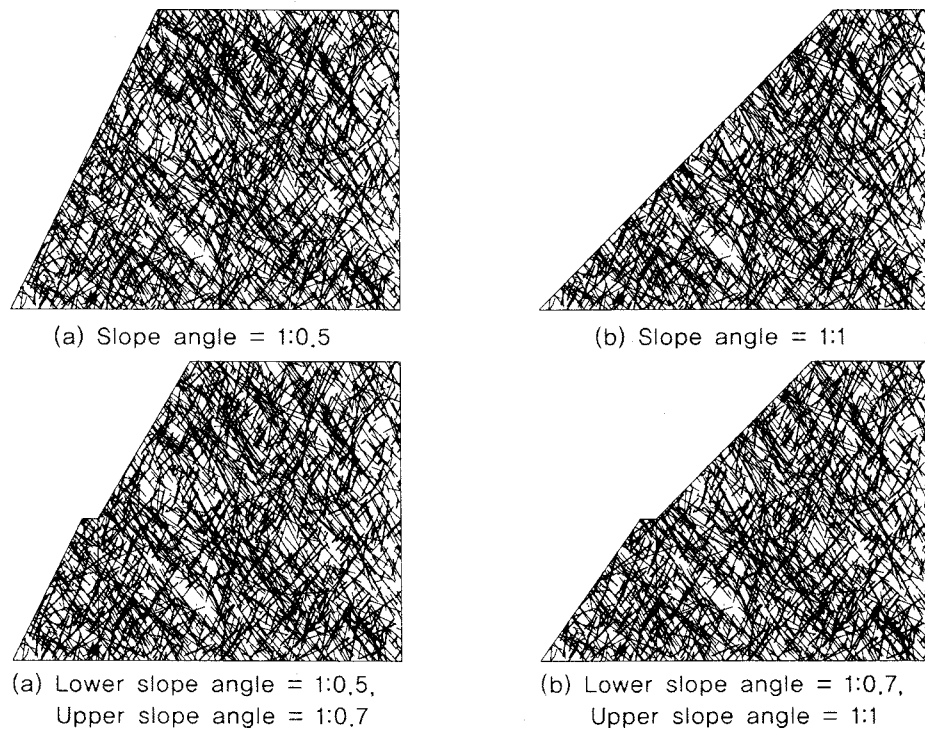 (a) Slope angle = 1:0.5
(b) Slope angle = 1:1
(a) Lower slope angle = 1:0.5,
Upper slope angle = 1:0.7
(b) Lower slope angle = 1:0.7,
Upper slope angle = 1:1